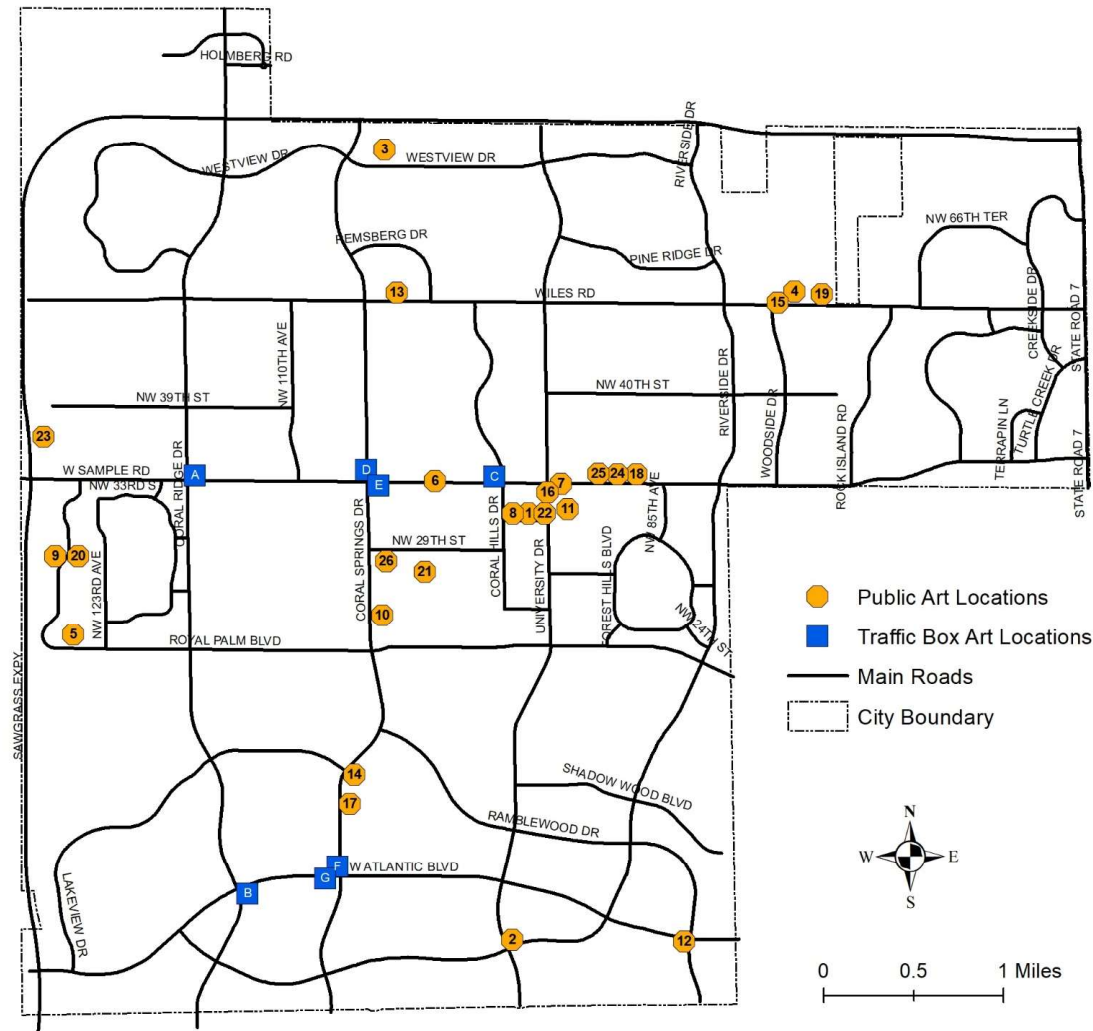 HOLMBERG RD
RIVERSIDE DR
3
WESTVIEW DR
WESTVIEW DR
NW 66TH TER
REMSBERG DR
PINE RIDGE DR
CREEKSIDE DR
STATE ROAD 7
13
WILES RD
4
19
15
NW 110TH AVE
RIVERSIDE DR
TURTLE CREEK DR
NW 39TH ST
NW 40TH ST
WOODSIDE DR
ROCK ISLAND RD
TERRAPIN LN
STATE ROAD 7
23
W SAMPLE RD
A
D
E
6
C
7
16
25
24
18
NW 33RD S
CORAL RIDGE DR
8
1
22
11
NW 85TH AVE
CORAL SPRINGS DR
CORAL HILLS DR
NW 29TH ST
9
20
26
21
NW 123RD AVE
UNIVERSITY DR
FOREST HILLS BLVD
10
5
ROYAL PALM BLVD
NW 24TH ST
SAWGRASS EXPY
14
17
SHADOW WOOD BLVD
RAMBLEWOOD DR
F
W ATLANTIC BLVD
G
B
LAKEVIEW DR
2
12
Public Art Locations
Traffic Box Art Locations
Main Roads
City Boundary
N
W E
S
0 0.5 1 Miles